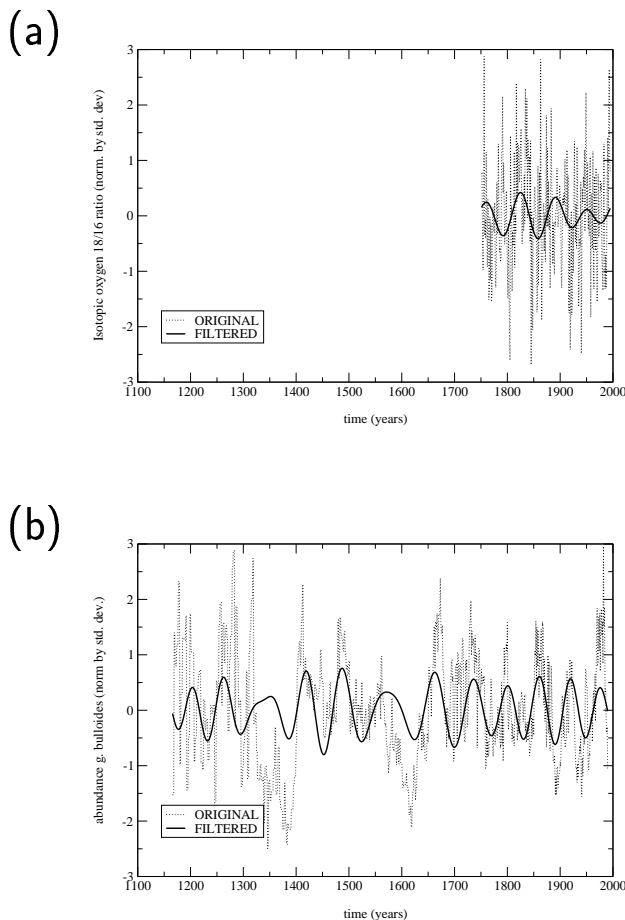 (a)
3
2
1
0
-1
-2
-3
Isotopic oxygen 18/16 ratio (norm. by std. dev)
ORIGINAL
FILTERED
1100 1200 1300 1400 1500 1600 1700 1800 1900 2000
time (years)
(b)
3
2
1
0
-1
-2
-3
abundance g. bulloides (norm by std. dev.)
ORIGINAL
FILTERED
1100 1200 1300 1400 1500 1600 1700 1800 1900 2000
time (years)